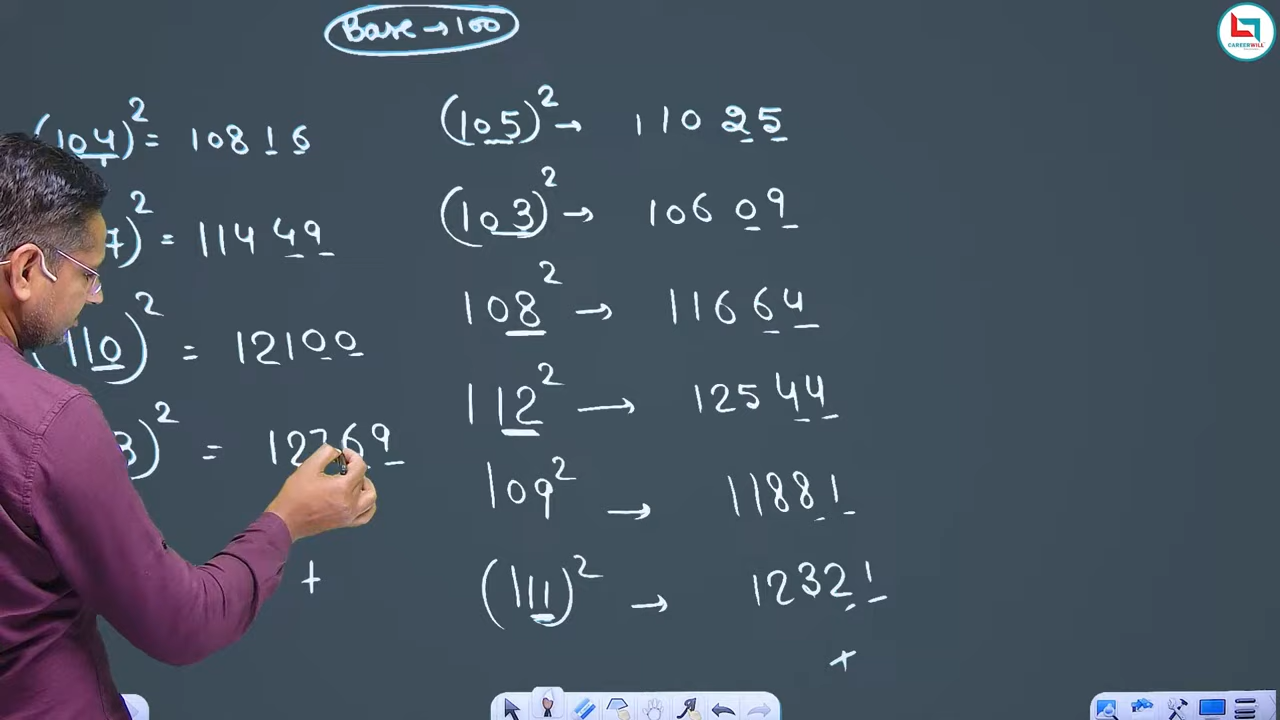 Base → 100
(104)² = 10816
7)² = 11449
(110)² = 12100
3)² = 12769
+
(105)² → 11025
(103)² → 10609
108² → 11664
112² → 12544
109² → 11881
(111)² → 12321
+
CAREERWILL